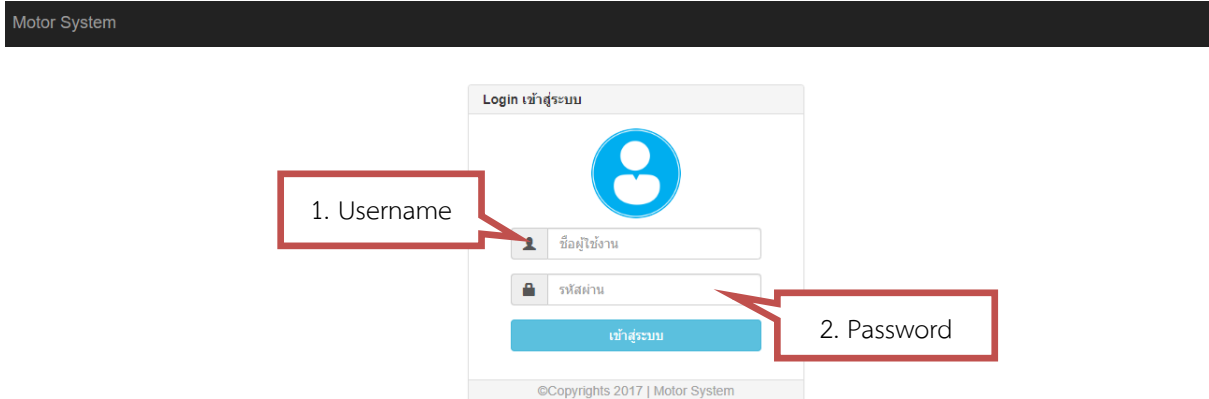 Motor System
Login เข้าสู่ระบบ
1. Username
ชื่อผู้ใช้งาน
รหัสผ่าน
เข้าสู่ระบบ
2. Password
©Copyrights 2017 | Motor System